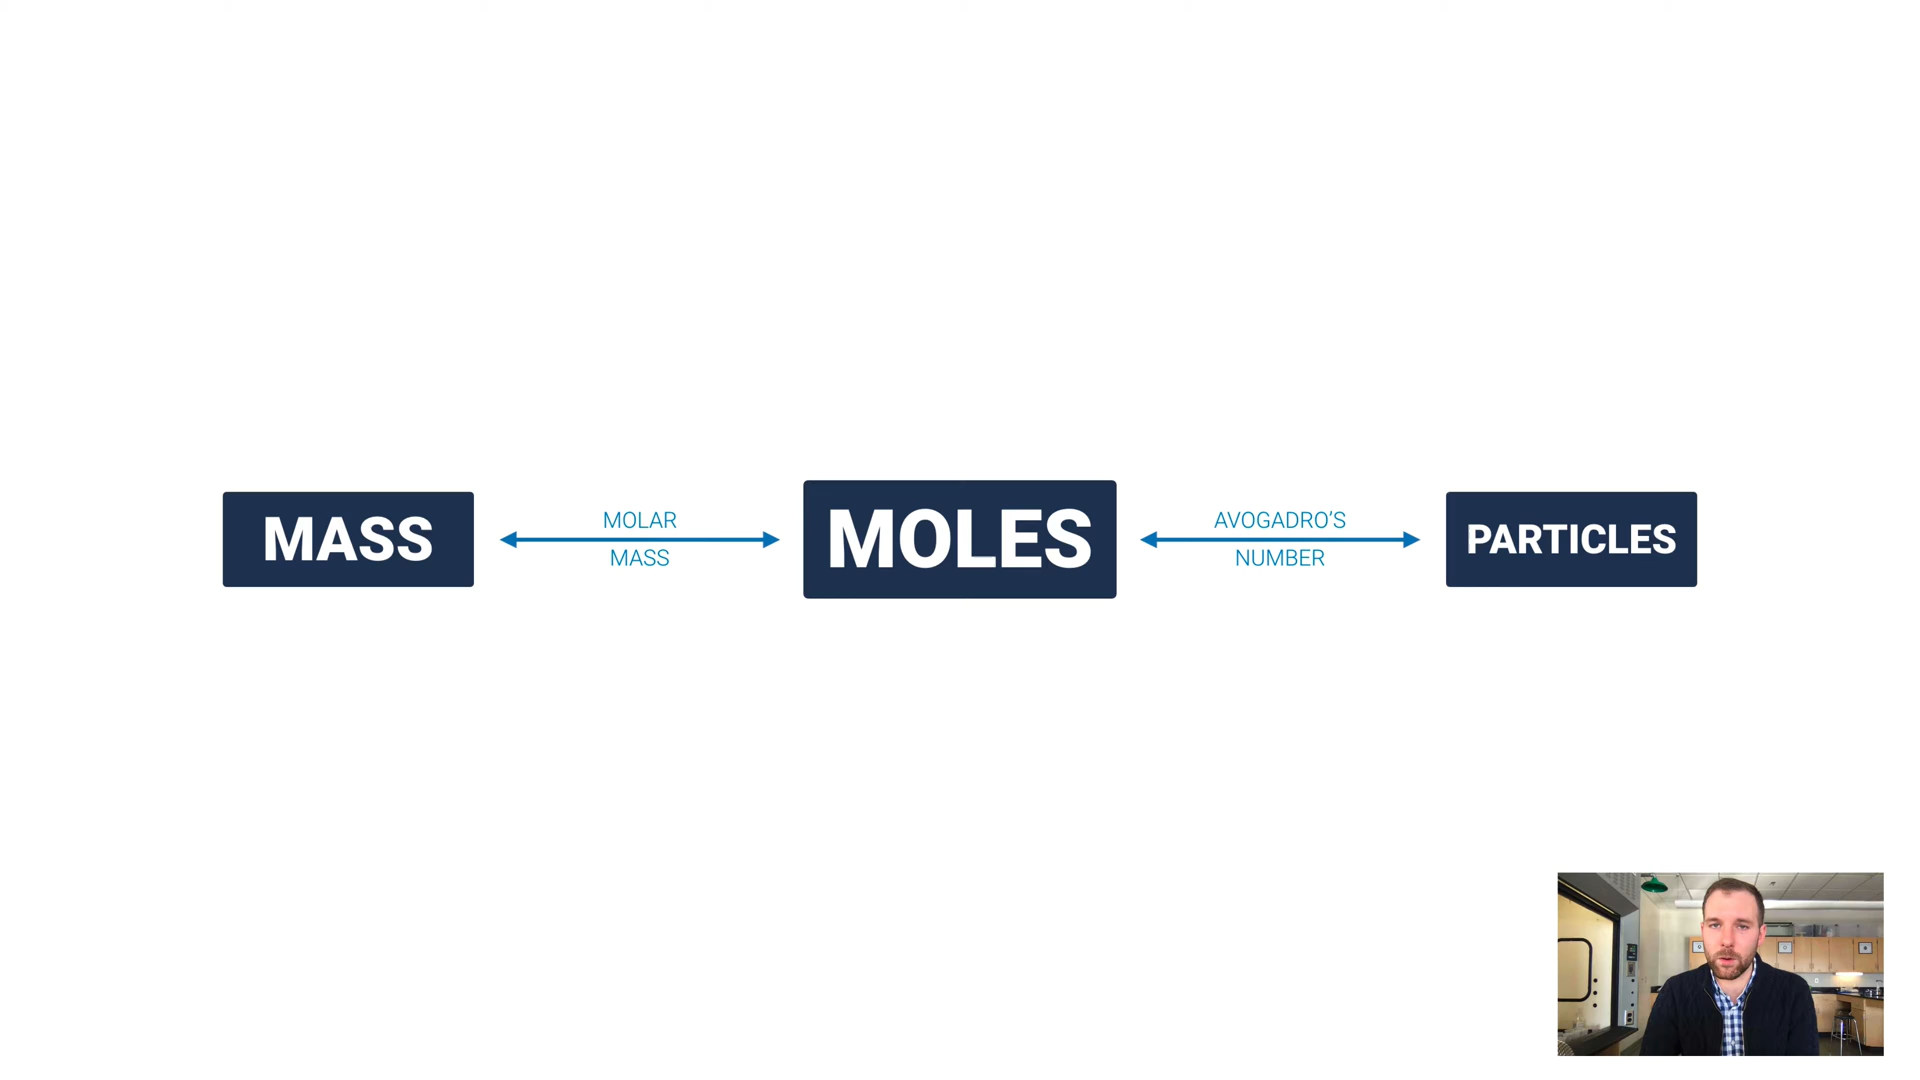 MASS
MOLAR
MASS
MOLES
AVOGADRO'S
NUMBER
PARTICLES